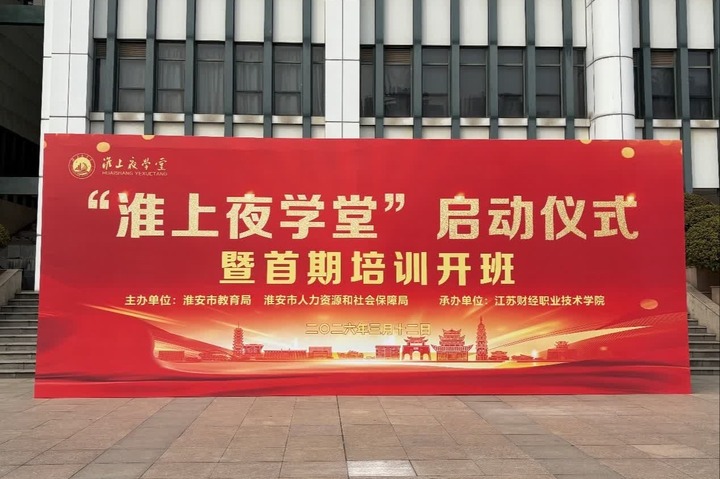 淮上夜学堂
HUAISHANG YEXUETANG
“淮上夜学堂”启动仪式
暨首期培训开班
主办单位：淮安市教育局 淮安市人力资源和社会保障局 承办单位：江苏财经职业技术学院
二〇二六年三月十二日